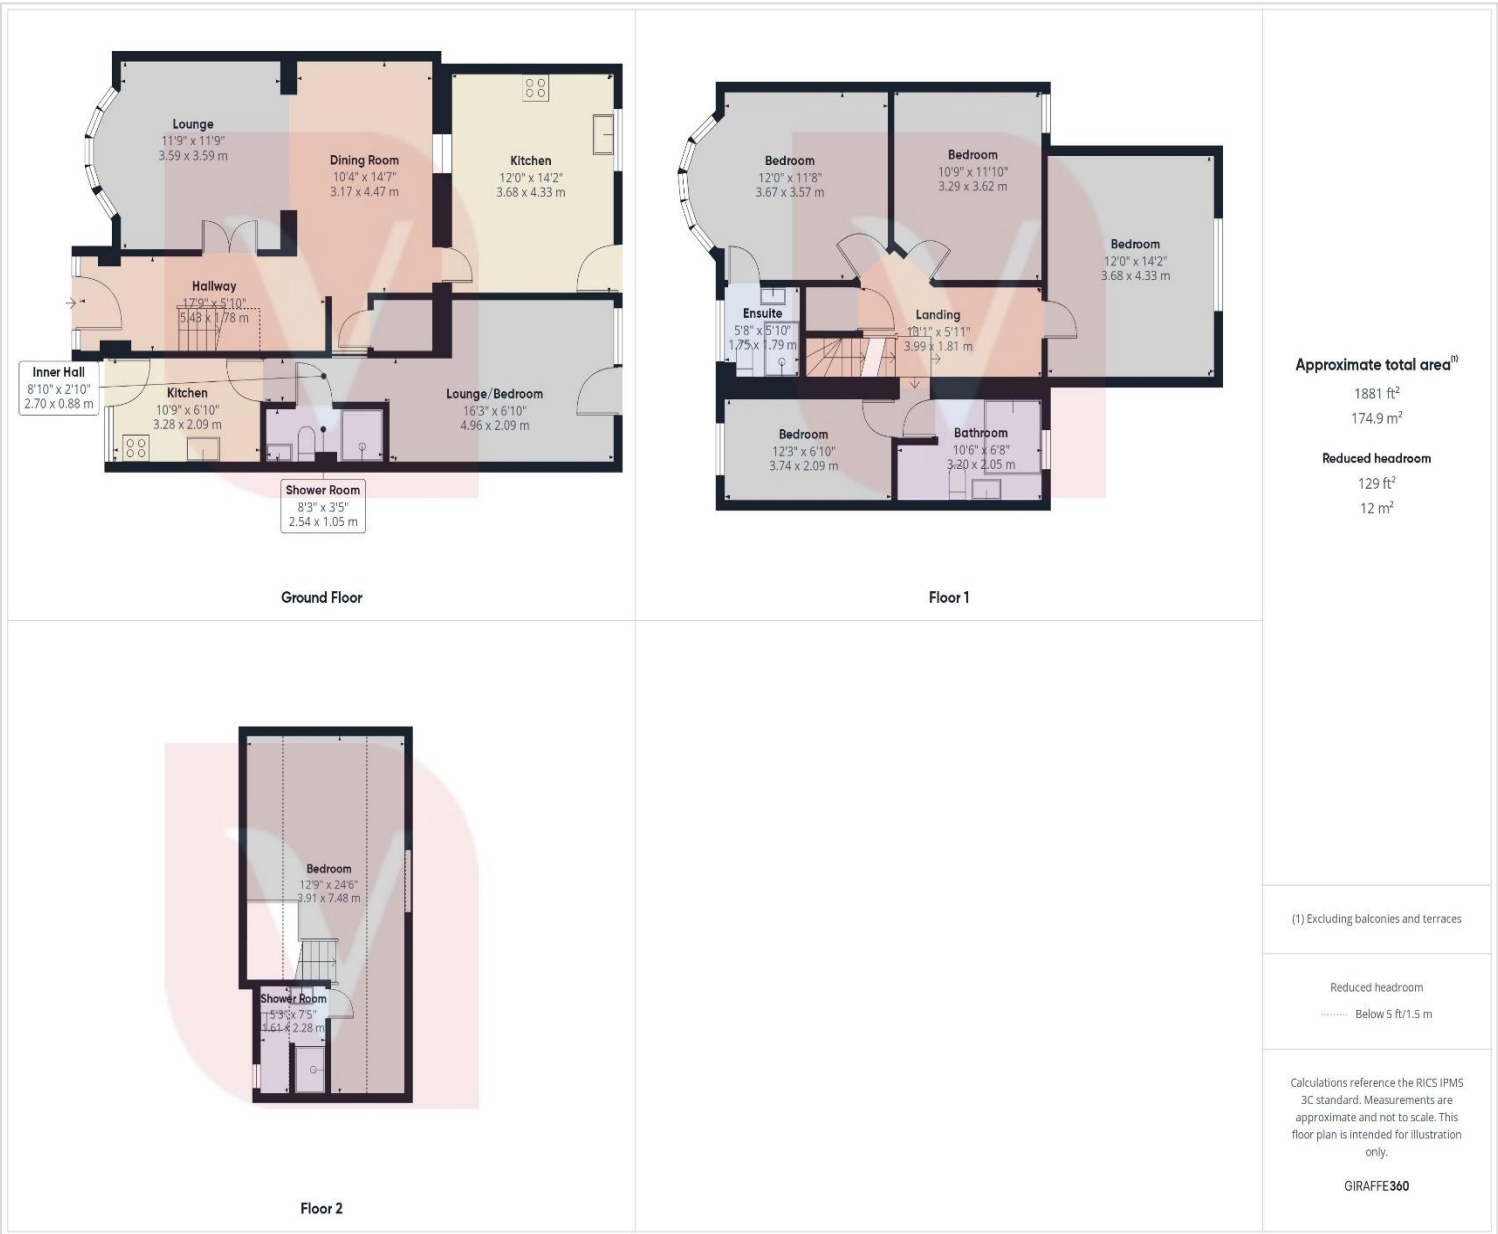 Lounge
11'9" x 11'9"
3.59 x 3.59 m
Dining Room
10'4" x 14'7"
3.17 x 4.47 m
Kitchen
12'0" x 14'2"
3.68 x 4.33 m
Hallway
17'9" x 5'10"
5.43 x 1.78 m
Inner Hall
8'10" x 2'10"
2.70 x 0.88 m
Kitchen
10'9" x 6'10"
3.28 x 2.09 m
Lounge/Bedroom
16'3" x 6'10"
4.96 x 2.09 m
Shower Room
8'3" x 3'5"
2.54 x 1.05 m
Ground Floor
Bedroom
12'0" x 11'8"
3.67 x 3.57 m
Bedroom
10'9" x 11'10"
3.29 x 3.62 m
Bedroom
12'0" x 14'2"
3.68 x 4.33 m
Ensuite
5'8" x 5'10"
1.75 x 1.79 m
Landing
13'1" x 5'11"
3.99 x 1.81 m
Bedroom
12'3" x 6'10"
3.74 x 2.09 m
Bathroom
10'6" x 6'8"
3.20 x 2.05 m
Floor 1
Bedroom
12'9" x 24'6"
3.91 x 7.48 m
Shower Room
5'3" x 7'5"
1.61 x 2.28 m
Floor 2
Approximate total area(1)
1881 ft²
174.9 m²
Reduced headroom
129 ft²
12 m²
(1) Excluding balconies and terraces
Reduced headroom
Below 5 ft/1.5 m
Calculations reference the RICS IPMS
3C standard. Measurements are
approximate and not to scale. This
floor plan is intended for illustration
only.
GIRAFFE360